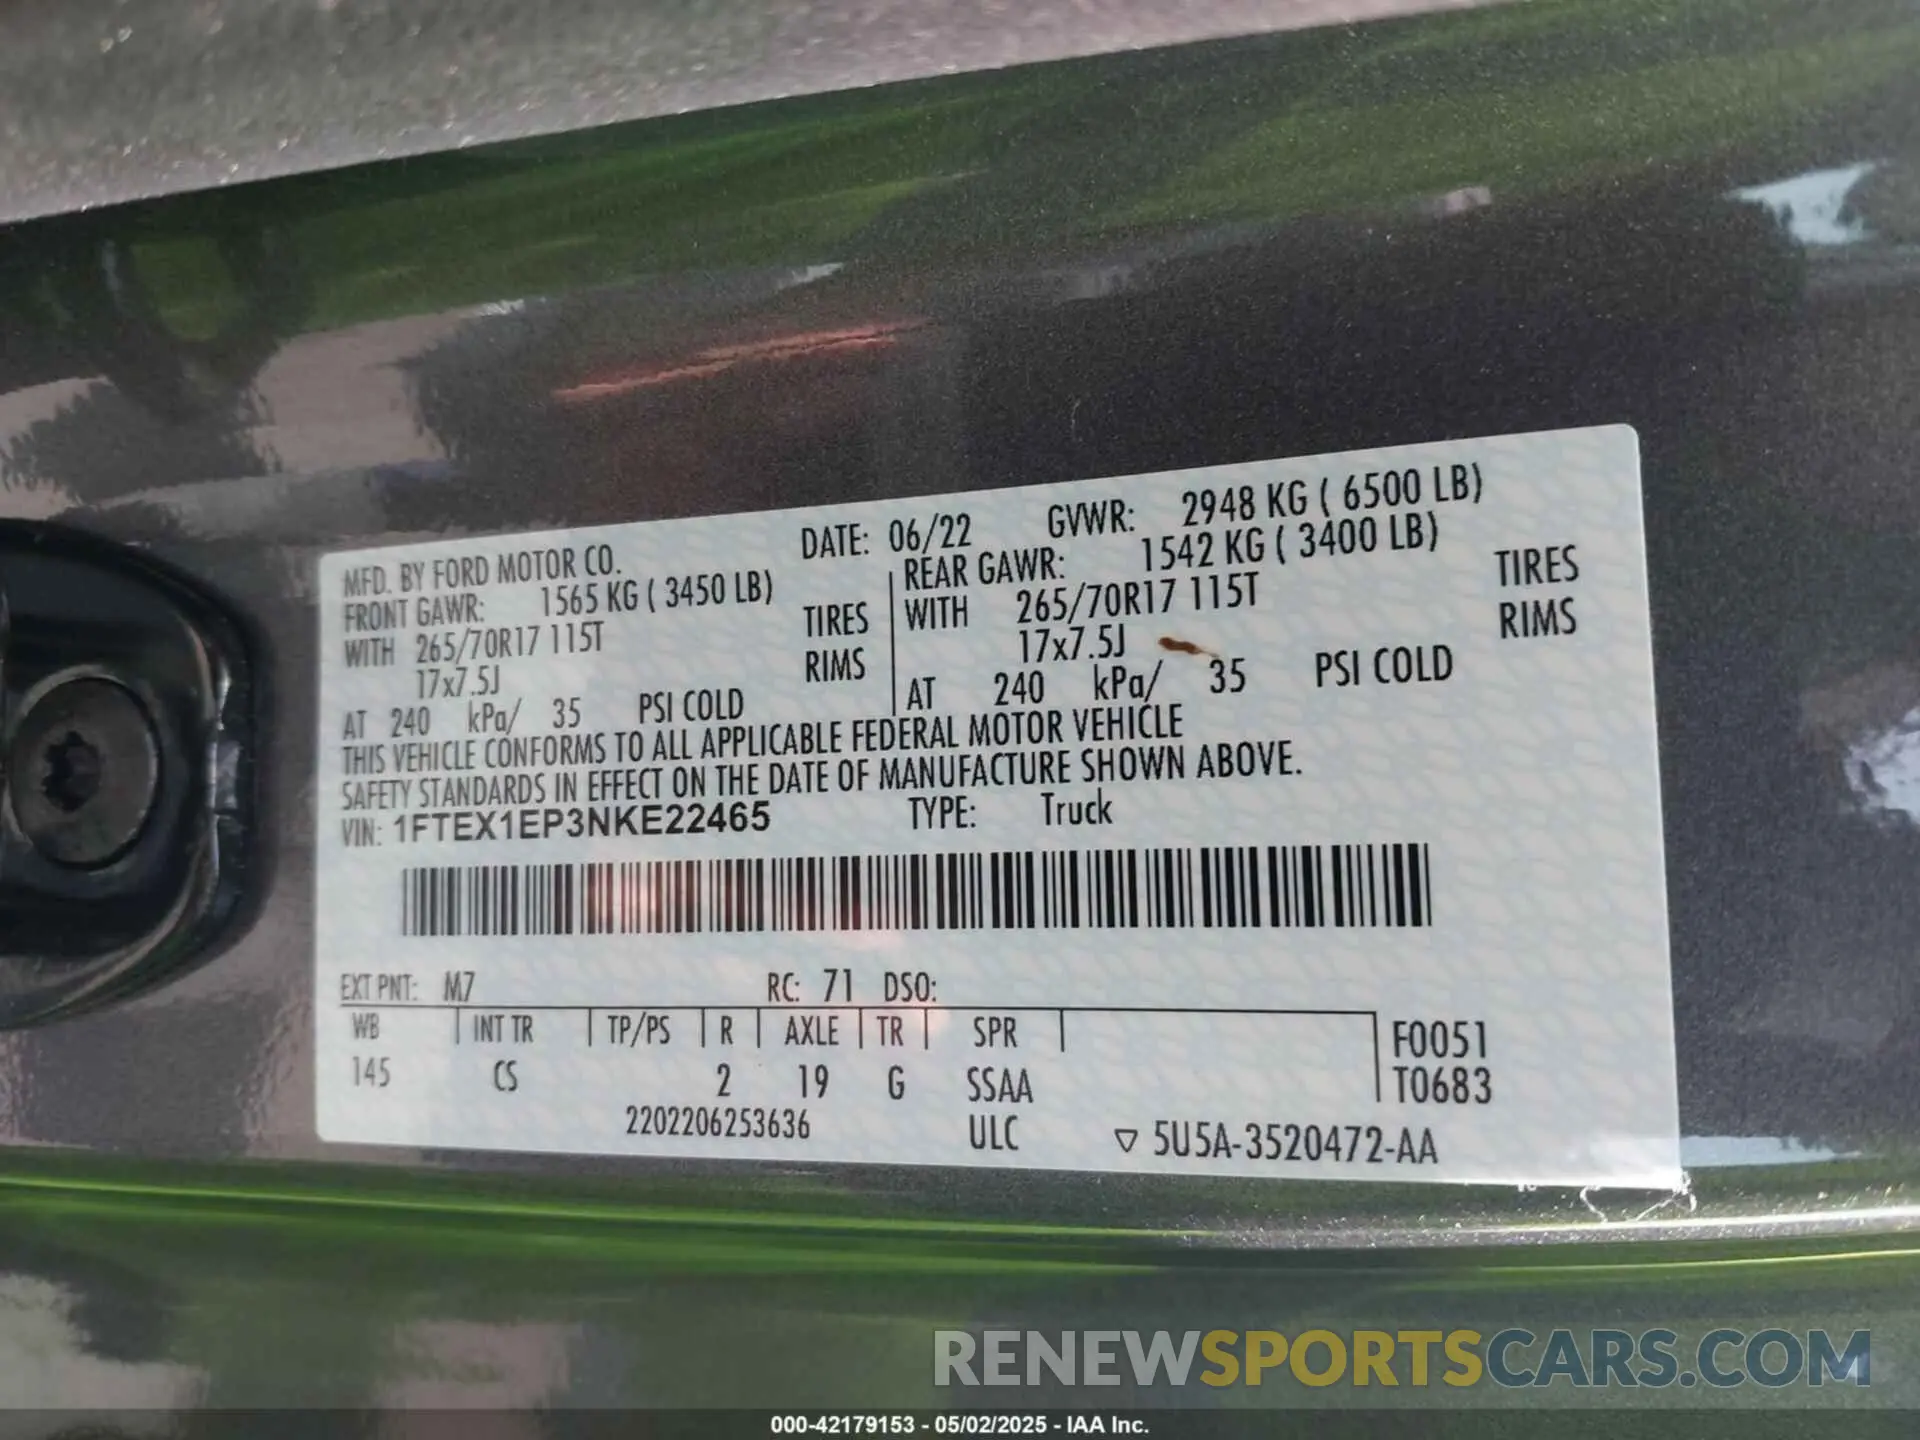 MFD. BY FORD MOTOR CO. DATE: 06/22 GVWR: 2948 KG ( 6500 LB)
FRONT GAWR: 1565 KG ( 3450 LB) REAR GAWR: 1542 KG ( 3400 LB)
WITH 265/70R17 115T TIRES WITH 265/70R17 115T TIRES
17x7.5J RIMS 17x7.5J RIMS
AT 240 kPa/ 35 PSI COLD AT 240 kPa/ 35 PSI COLD
THIS VEHICLE CONFORMS TO ALL APPLICABLE FEDERAL MOTOR VEHICLE
SAFETY STANDARDS IN EFFECT ON THE DATE OF MANUFACTURE SHOWN ABOVE.
VIN: 1FTEX1EP3NKE22465 TYPE: Truck
EXT PNT: M7 RC: 71 DSO:
WB INT TR TP/PS R AXLE TR SPR F0051
145 CS 2 19 G SSAA T0683
2202206253636 ULC ▽ 5U5A-3520472-AA
RENEWSPORTSCARS.COM
000-42179153 - 05/02/2025 - IAA Inc.